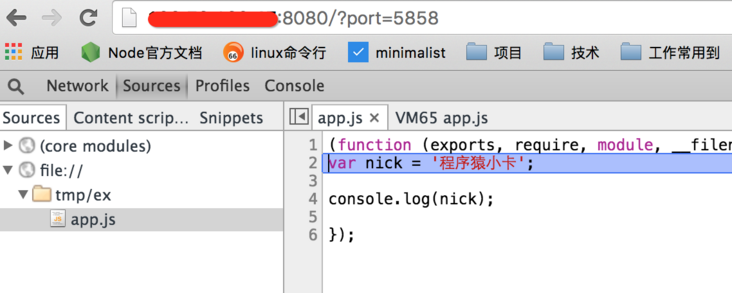 :8080/?port=5858
应用 Node官方文档 linux命令行 minimalist 项目 技术 工作常用到
Network Sources Profiles Console
Sources Content scrip... Snippets
app.js × VM65 app.js
(core modules)
file://
tmp/ex
app.js
1 (function (exports, require, module, __filen
2 var nick = '程序猿小卡';
3
4 console.log(nick);
5
6 });